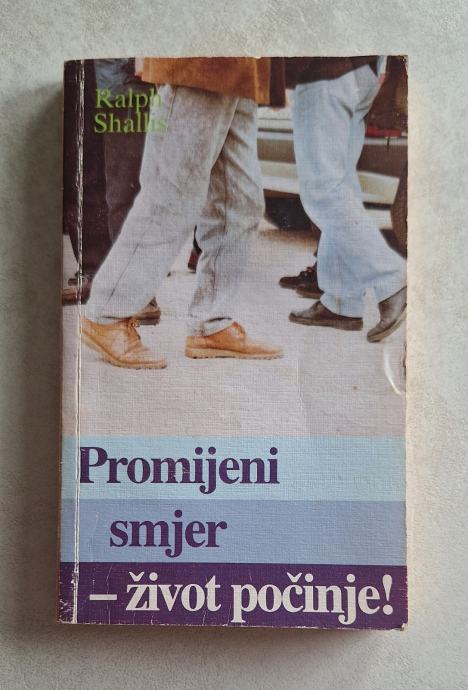 Ralph
Shallis
Promijeni
smjer
– život počinje!